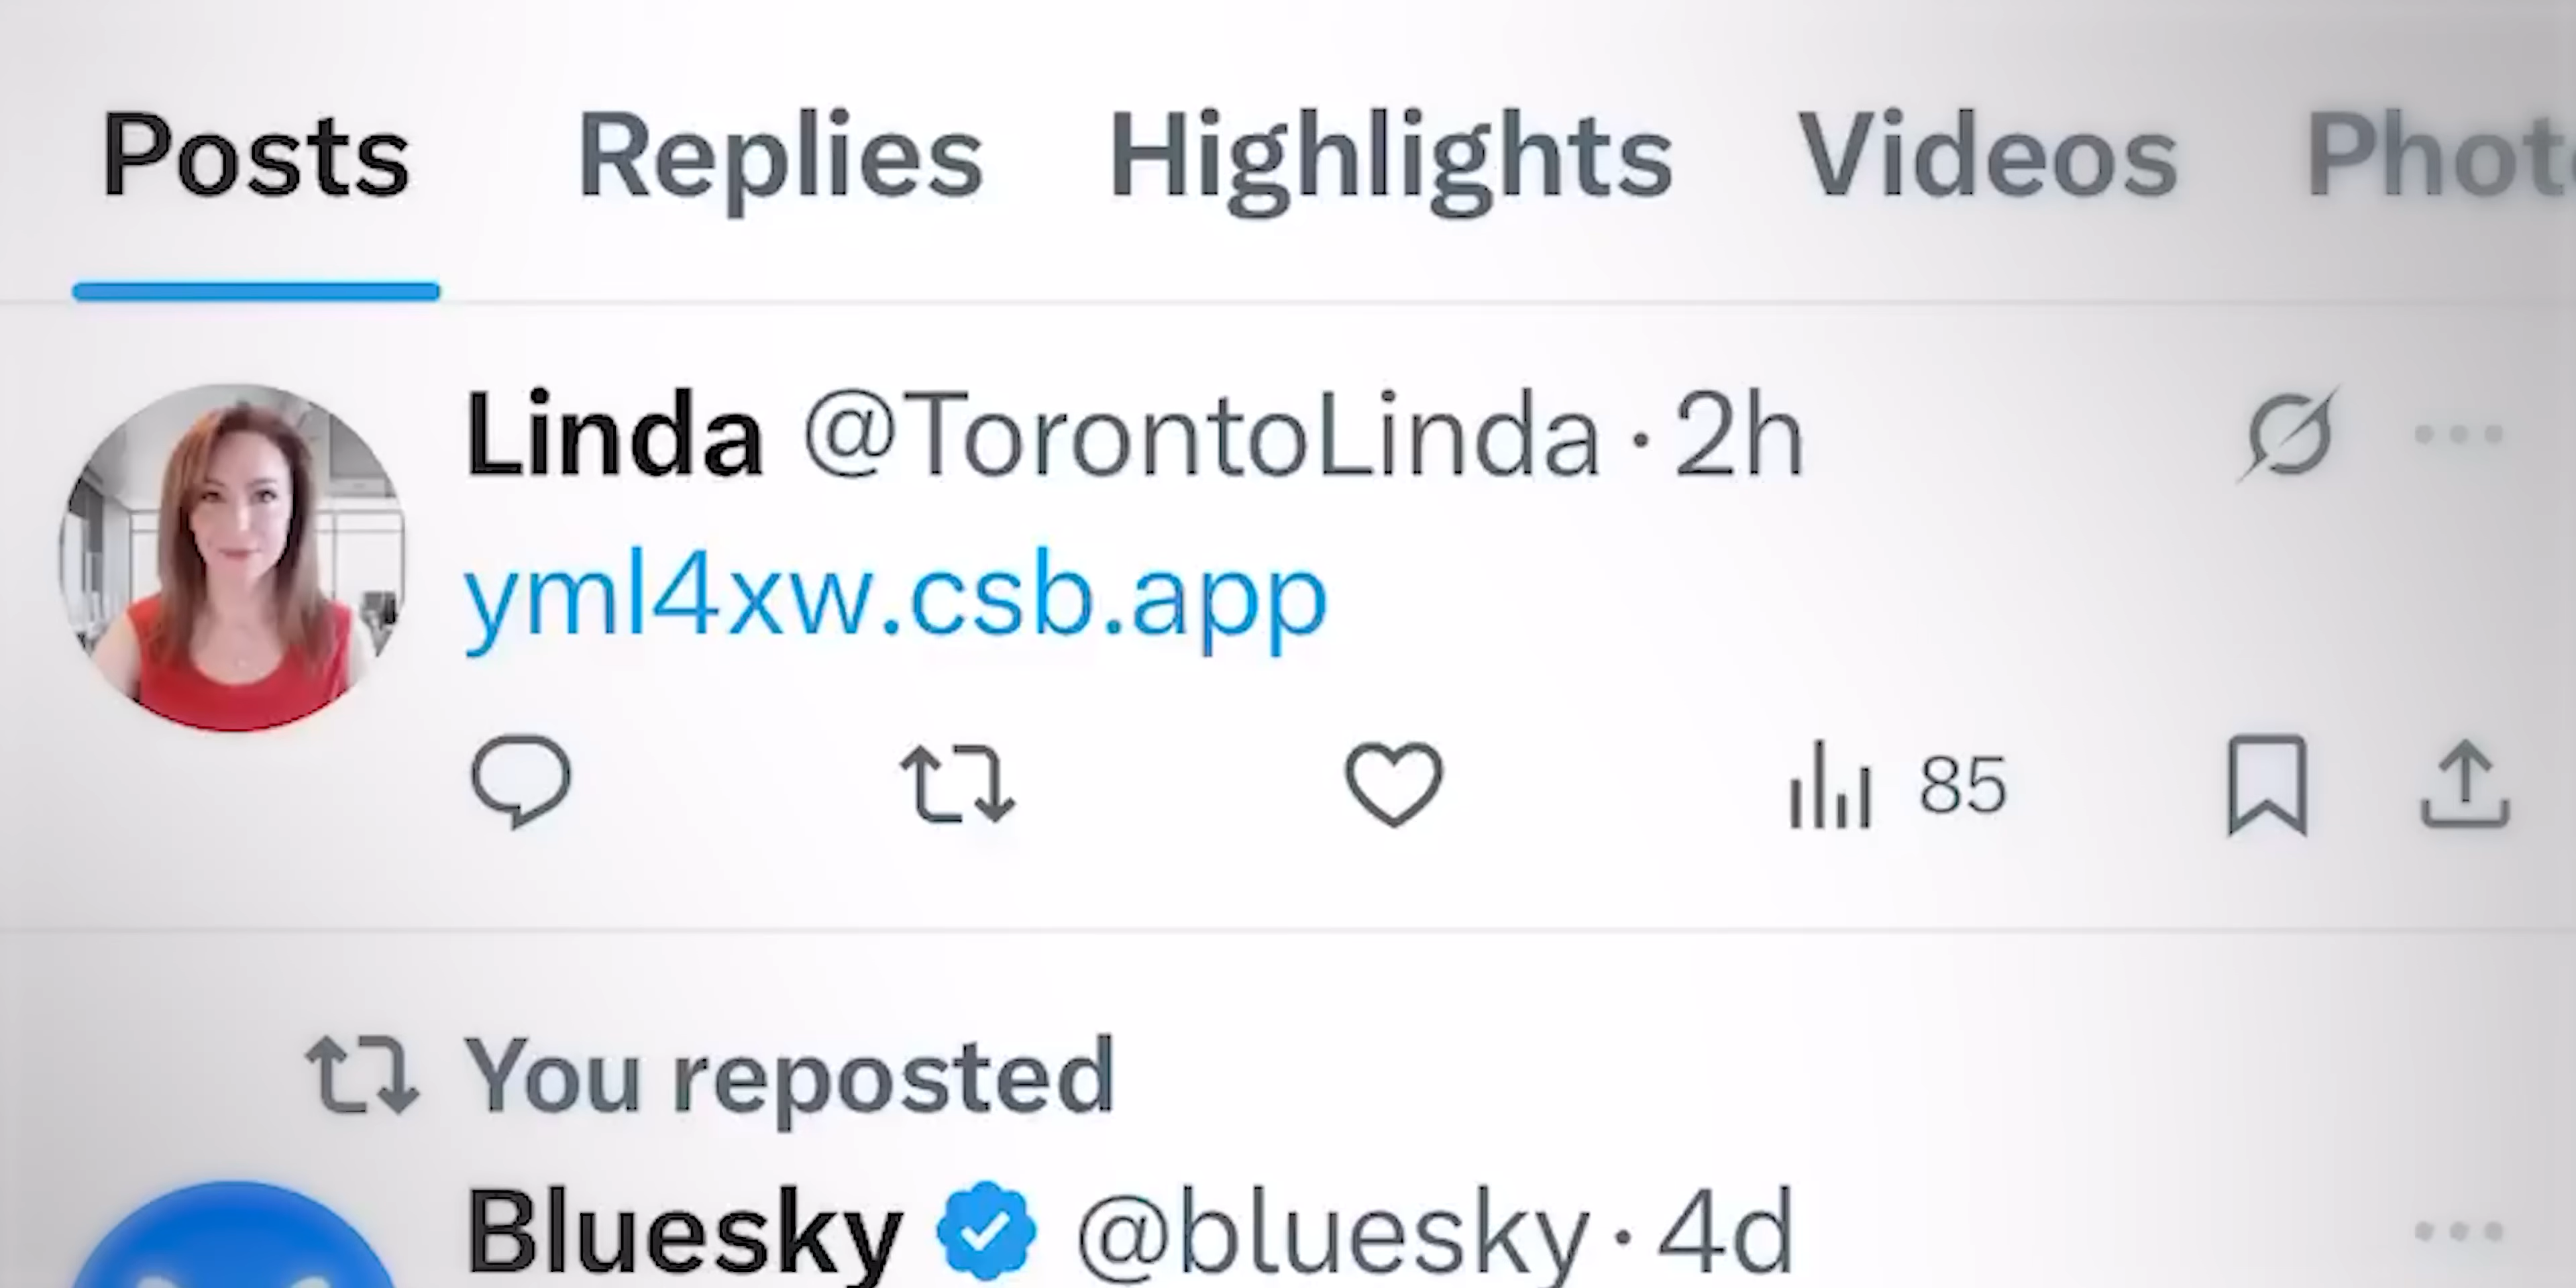 Posts Replies Highlights Videos Phot
Linda @TorontoLinda · 2h
yml4xw.csb.app
85
You reposted
Bluesky @bluesky · 4d